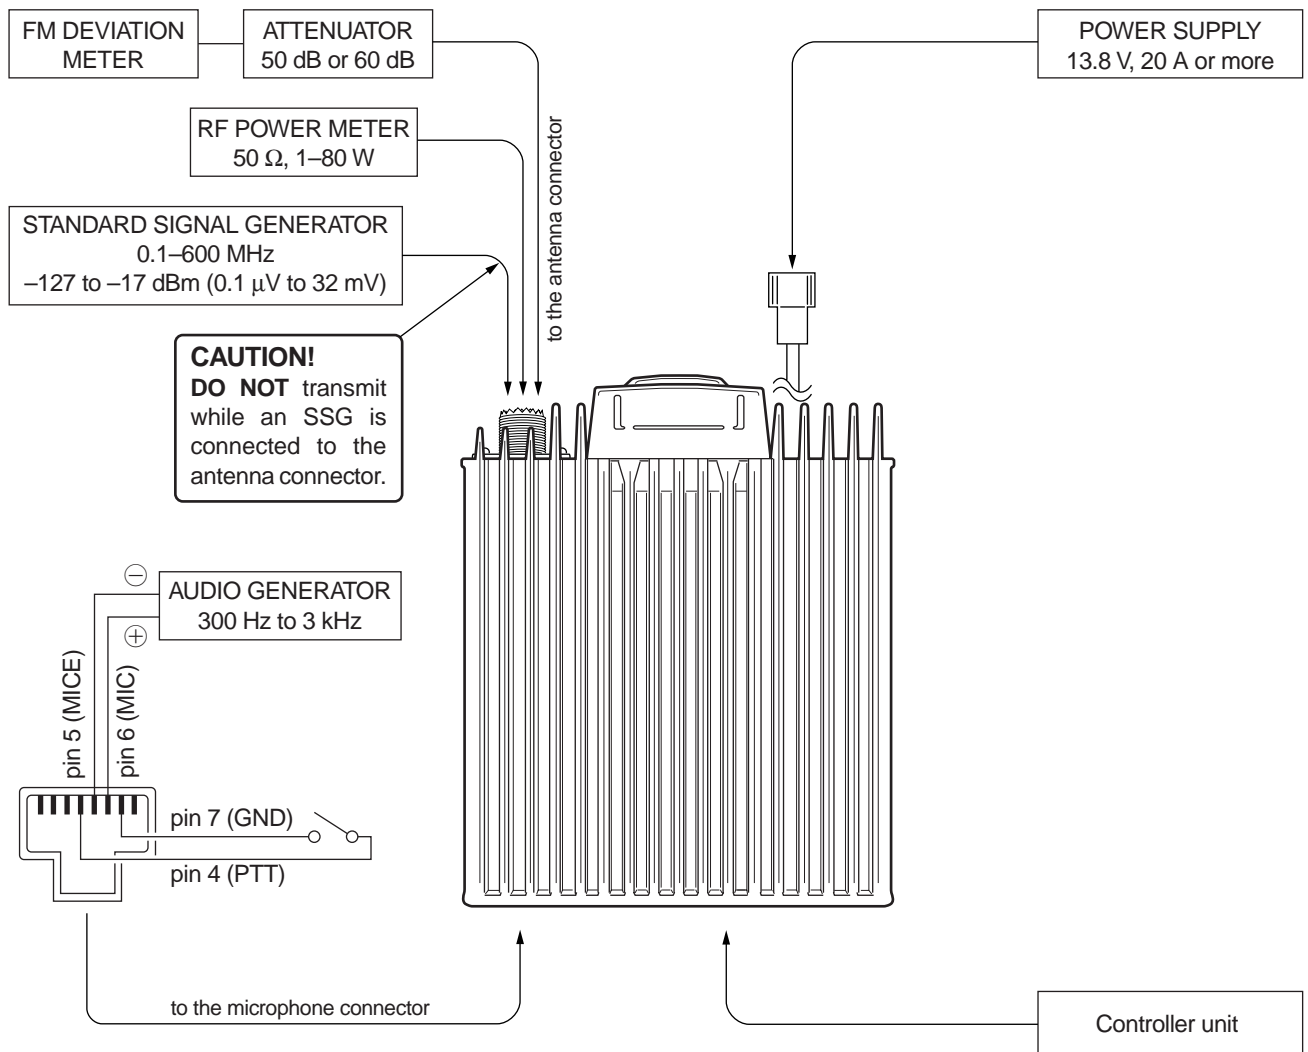 FM DEVIATION
METER
ATTENUATOR
50 dB or 60 dB
POWER SUPPLY
13.8 V, 20 A or more
RF POWER METER
50 Ω, 1–80 W
to the antenna connector
STANDARD SIGNAL GENERATOR
0.1–600 MHz
–127 to –17 dBm (0.1 µV to 32 mV)
CAUTION!
DO NOT transmit
while an SSG is
connected to the
antenna connector.
AUDIO GENERATOR
300 Hz to 3 kHz
pin 5 (MICE)
pin 6 (MIC)
pin 7 (GND)
pin 4 (PTT)
to the microphone connector
Controller unit